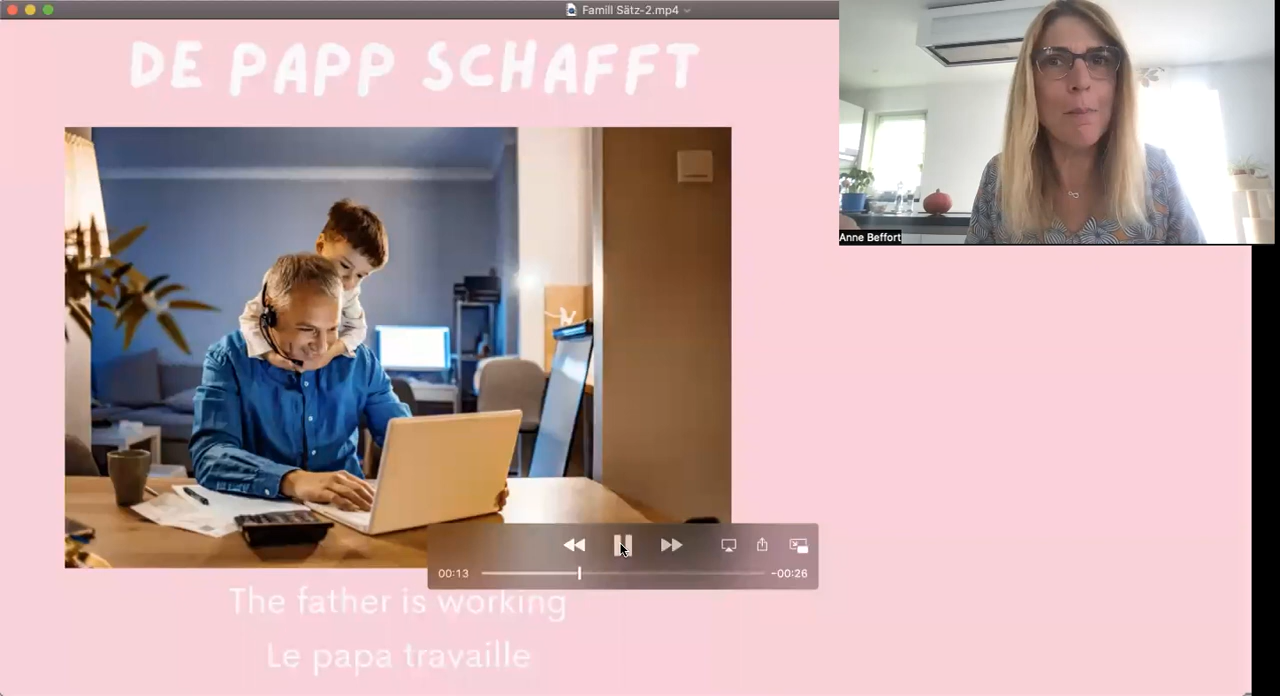 Famill Sätz-2.mp4
DE PAPP SCHAFFT
Anne Beffort
00:13
-00:26
The father is working
Le papa travaille